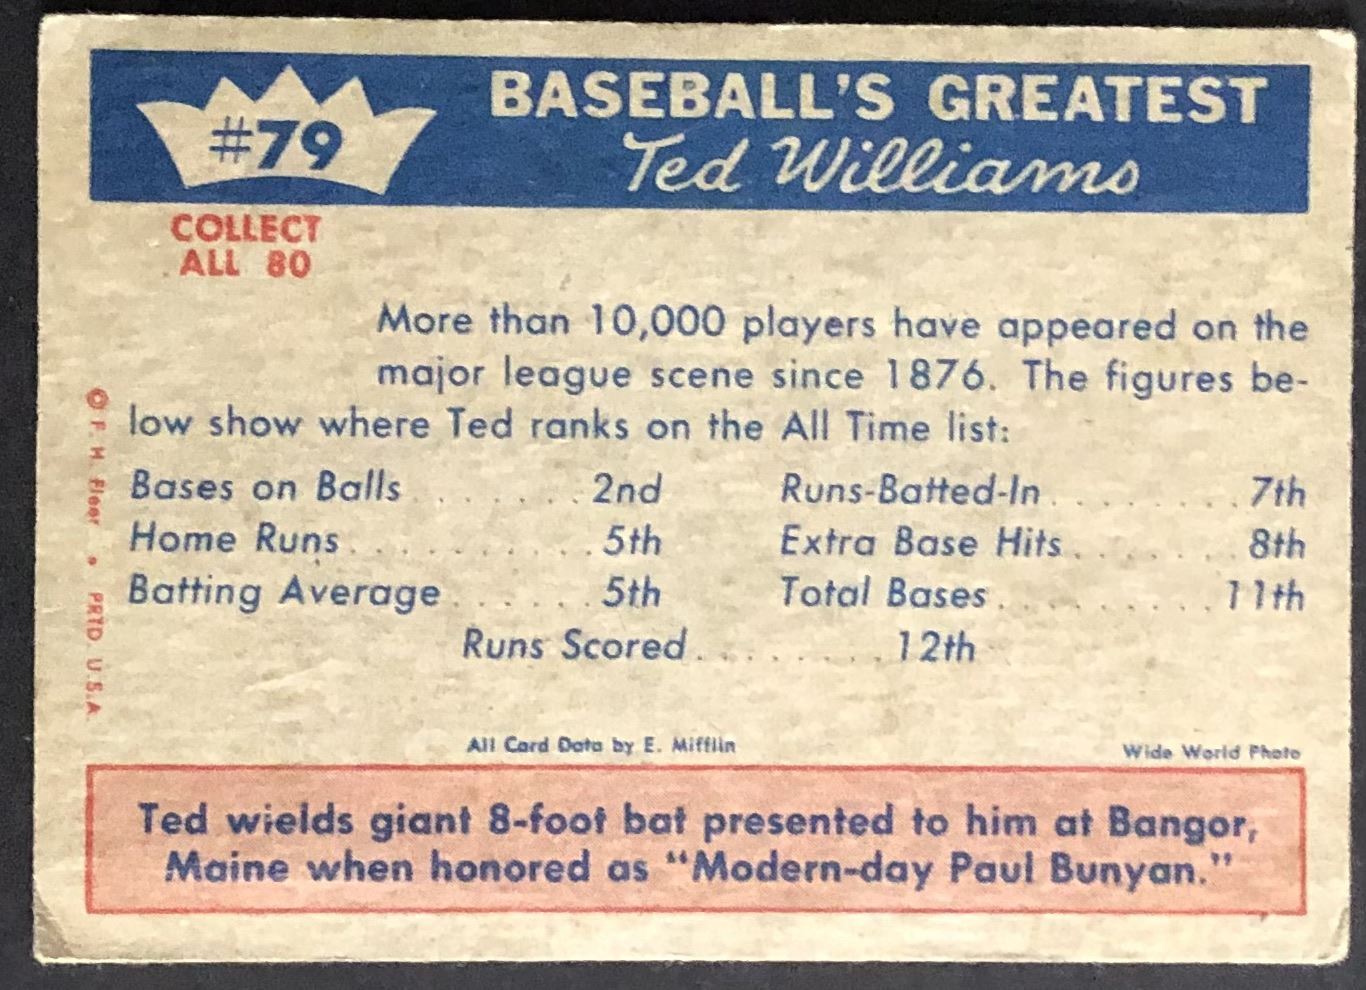 #79
BASEBALL'S GREATEST
Ted Williams
COLLECT
ALL 80
More than 10,000 players have appeared on the
major league scene since 1876. The figures be-
low show where Ted ranks on the All Time list:
Bases on Balls . . . . . . . 2nd
Home Runs . . . . . . . . . . 5th
Batting Average . . . . . . 5th
Runs-Batted-In . . . . . . . . 7th
Extra Base Hits . . . . . . . 8th
Total Bases . . . . . . . . . . 11th
Runs Scored . . . . . . . . 12th
© F. H. Fleer • PRTD. U.S.A.
All Card Data by E. Mifflin
Wide World Photo
Ted wields giant 8-foot bat presented to him at Bangor,
Maine when honored as "Modern-day Paul Bunyan."